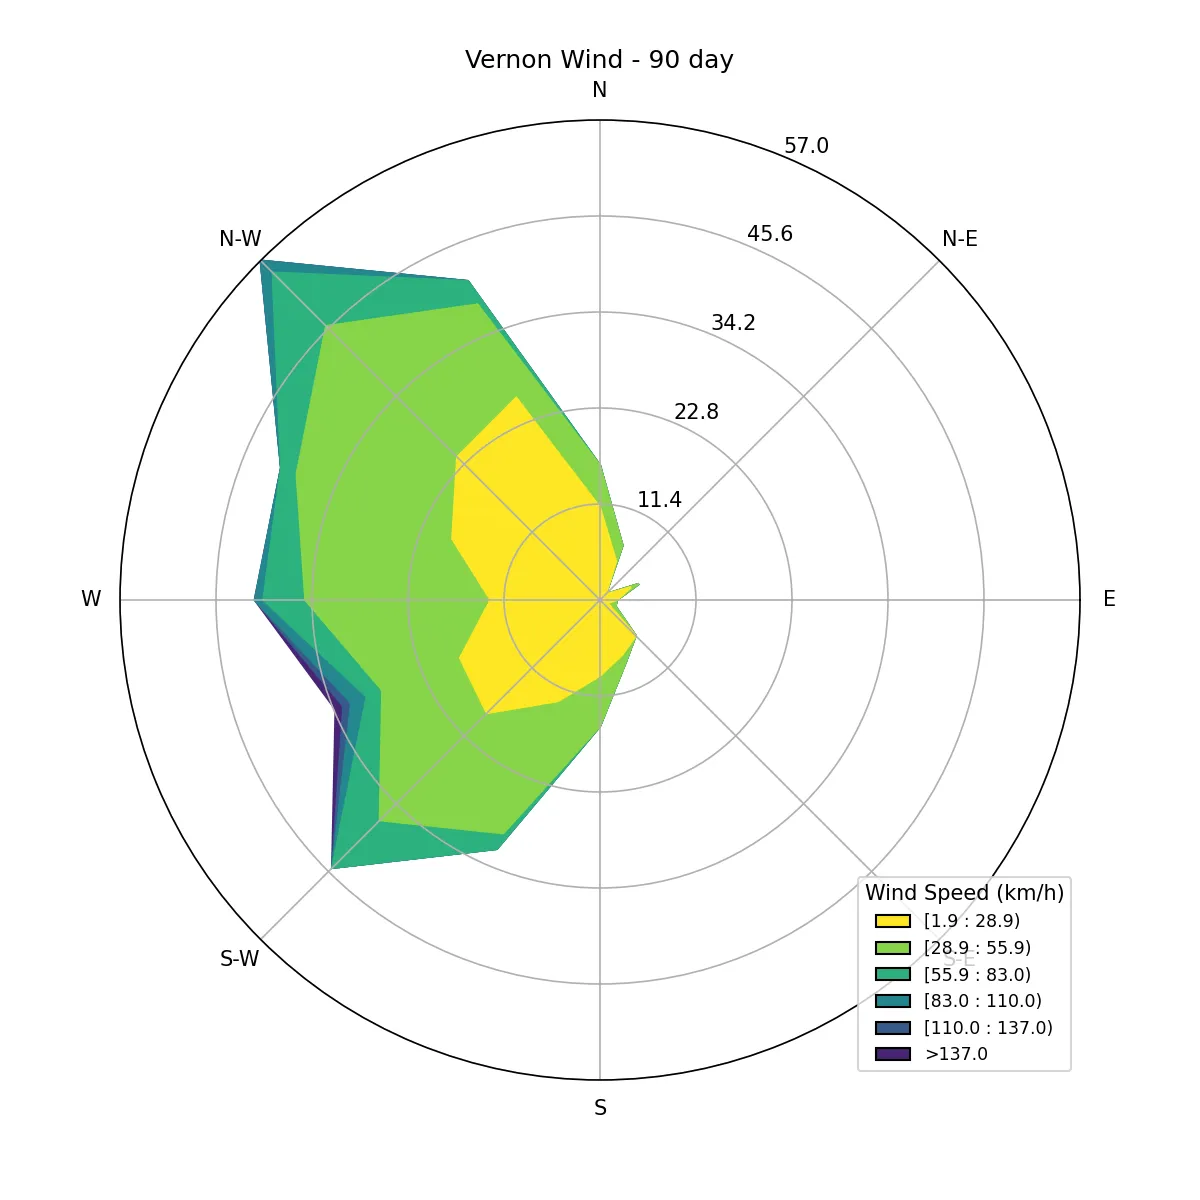 Vernon Wind - 90 day
N
57.0
45.6
N-W
N-E
34.2
22.8
11.4
W
E
Wind Speed (km/h)
[1.9 : 28.9)
[28.9 : 55.9)
S-W
S-E
[55.9 : 83.0)
[83.0 : 110.0)
[110.0 : 137.0)
>137.0
S